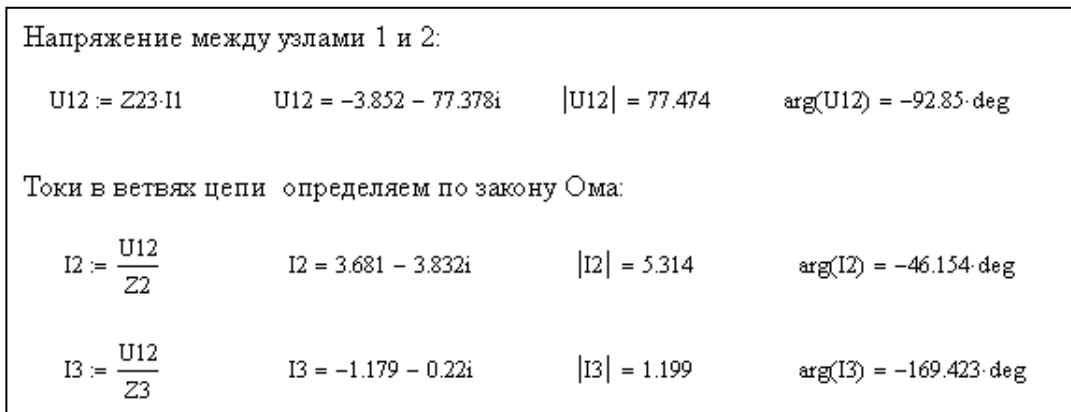 Напряжение между узлами 1 и 2:
U12 := Z23·I1 U12 = −3.852 − 77.378i |U12| = 77.474 arg(U12) = −92.85·deg
Токи в ветвях цепи определяем по закону Ома:
I2 := U12/Z2 I2 = 3.681 − 3.832i |I2| = 5.314 arg(I2) = −46.154·deg
I3 := U12/Z3 I3 = −1.179 − 0.22i |I3| = 1.199 arg(I3) = −169.423·deg